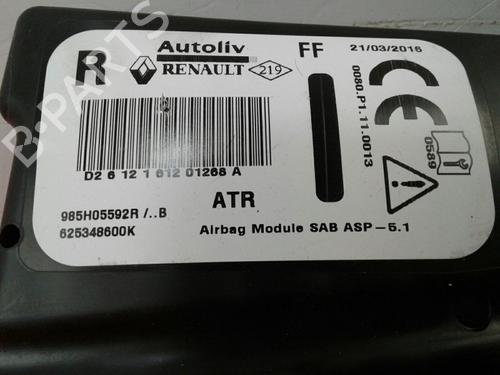 R
Autoliv
RENAULT
219
FF
21/03/2016
0080.P1.11.0013
0589
D2 6 12 1 612 01268 A
985H05592R /..B
625348600K
ATR
Airbag Module SAB ASP-5.1
B-PARTS